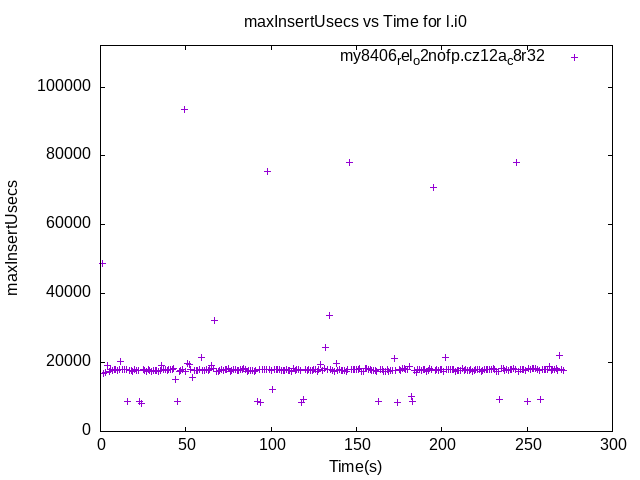 maxInsertUsecs vs Time for l.i0
my8406relo2nofp.cz12ac8r32
100000
80000
60000
40000
20000
0
maxInsertUsecs
0 50 100 150 200 250 300
Time(s)